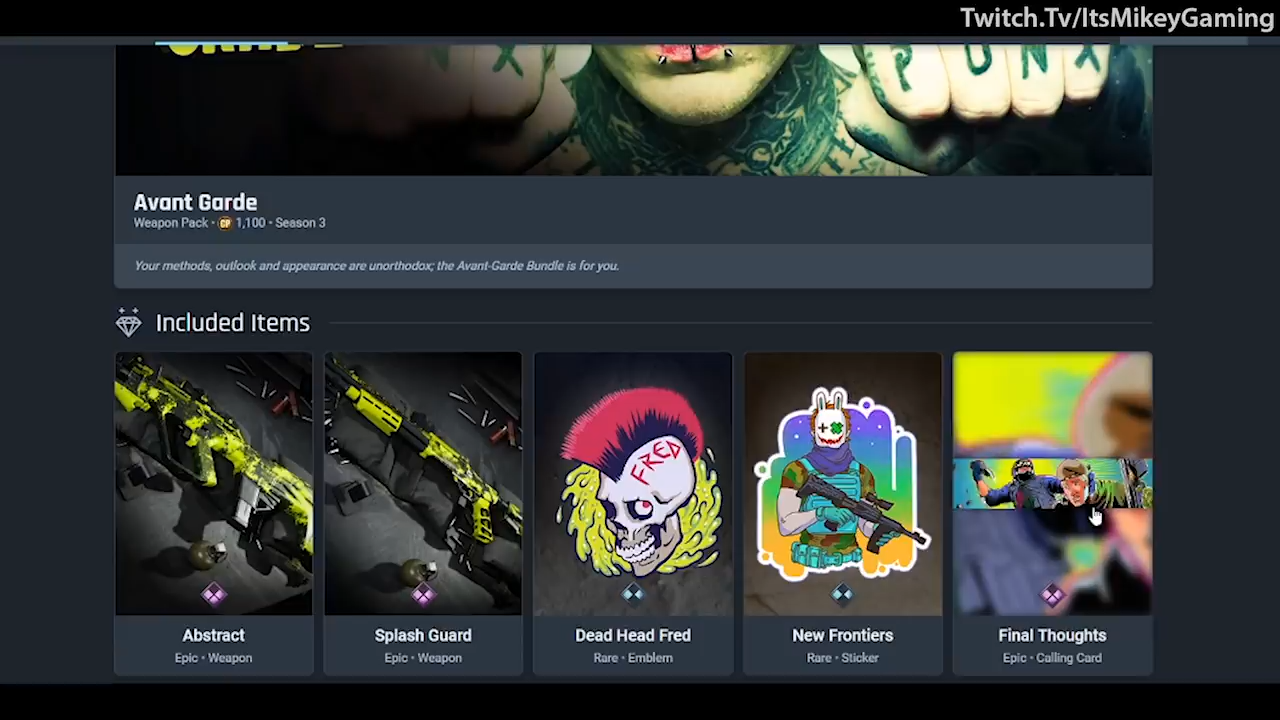 Twitch.Tv/ItsMikeyGaming
P U N X
Avant Garde
Weapon Pack • CP 1,100 • Season 3
Your methods, outlook and appearance are unorthodox; the Avant-Garde Bundle is for you.
Included Items
FRED
Abstract
Epic • Weapon
Splash Guard
Epic • Weapon
Dead Head Fred
Rare • Emblem
New Frontiers
Rare • Sticker
Final Thoughts
Epic • Calling Card